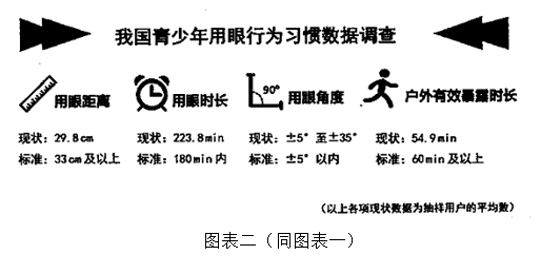 我国青少年用眼行为习惯数据调查
用眼距离
现状：29.8cm
标准：33cm及以上
用眼时长
现状：223.8min
标准：180min内
90°
用眼角度
现状：±5°至±35°
标准：±5°以内
户外有效暴露时长
现状：54.9min
标准：60min及以上
（以上各项现状数据为抽样用户的平均数）
图表二（同图表一）